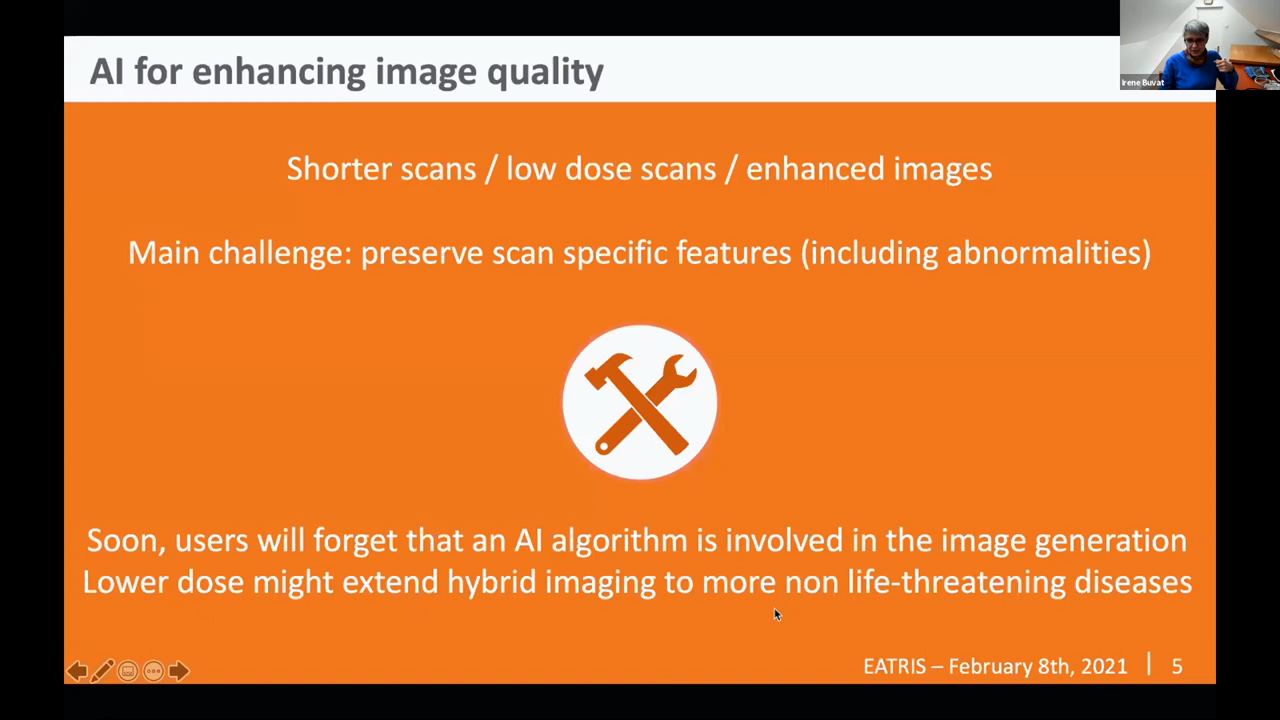 AI for enhancing image quality
Irene Buvat
Shorter scans / low dose scans / enhanced images
Main challenge: preserve scan specific features (including abnormalities)
Soon, users will forget that an AI algorithm is involved in the image generation
Lower dose might extend hybrid imaging to more non life-threatening diseases
EATRIS – February 8th, 2021 | 5